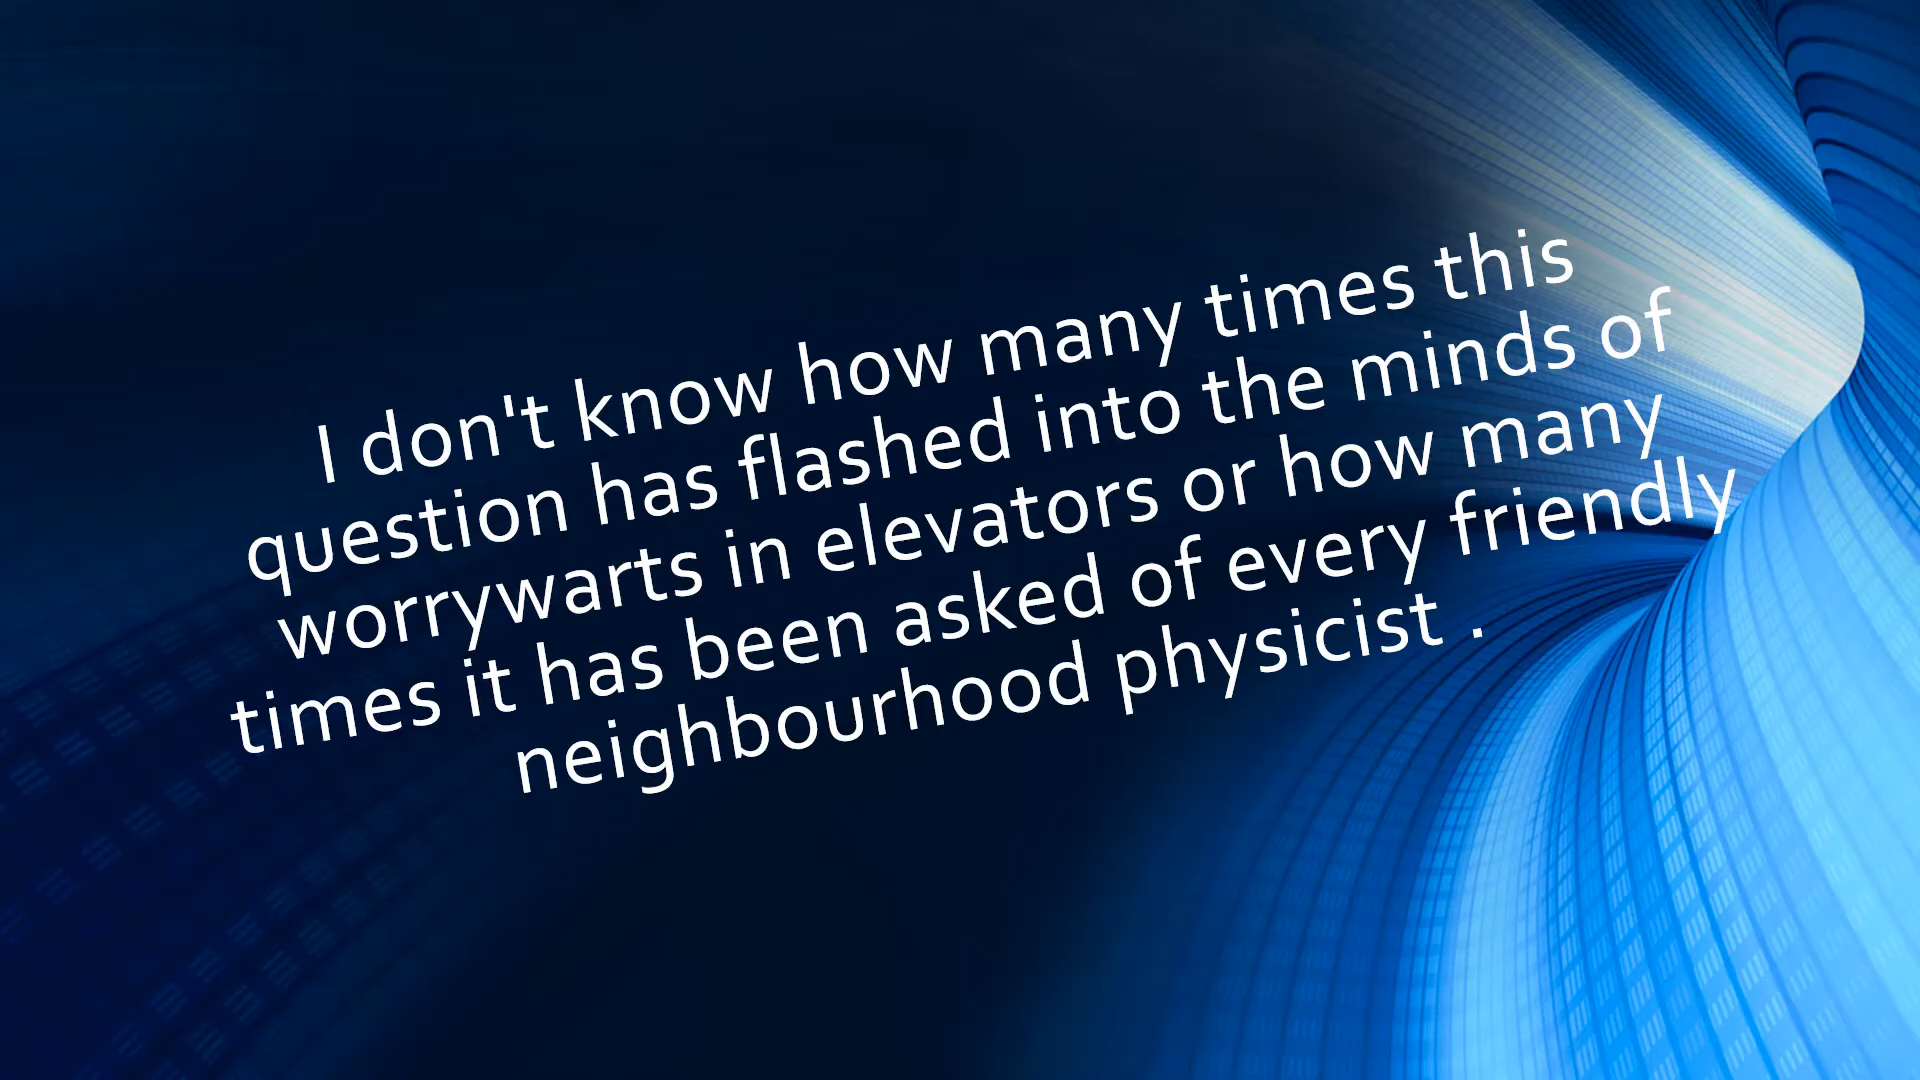 I don't know how many times this
question has flashed into the minds of
worrywarts in elevators or how many
times it has been asked of every friendly
neighbourhood physicist .